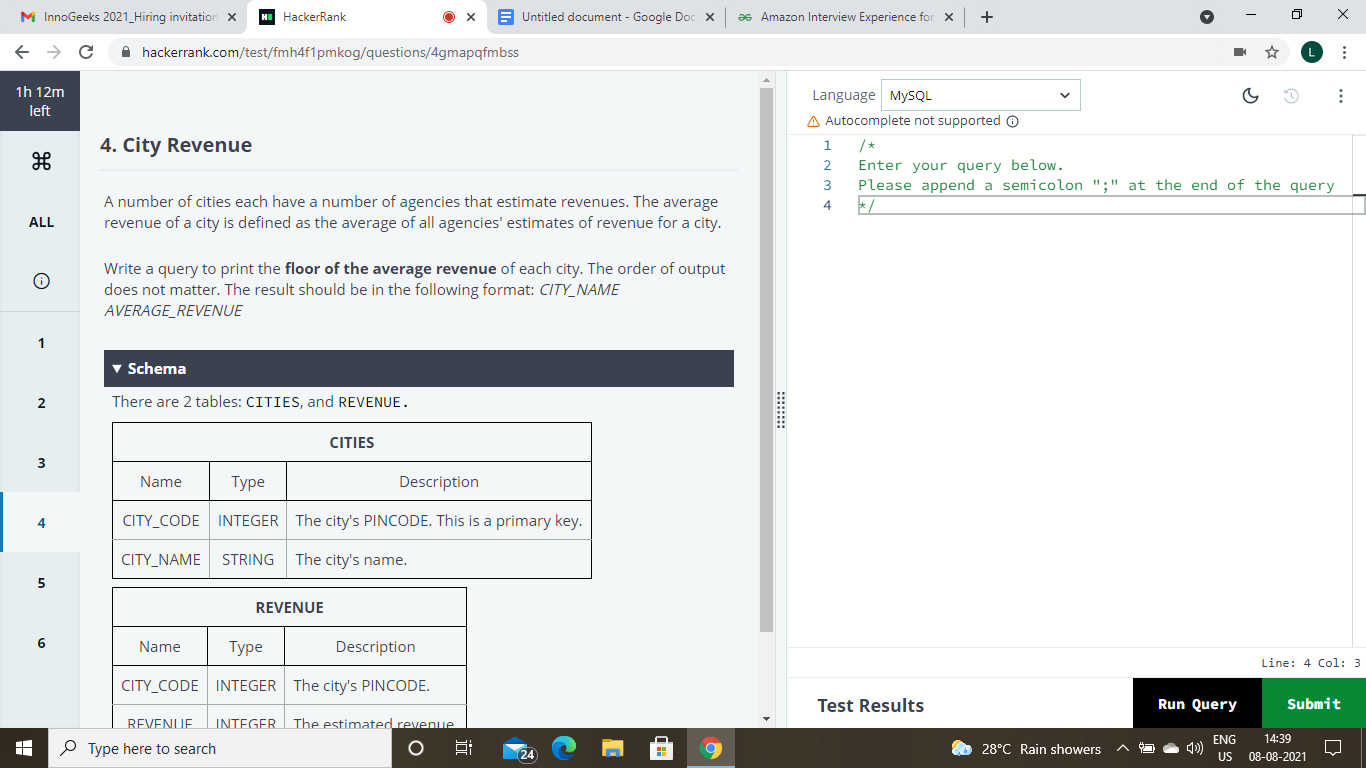 InnoGeeks 2021_Hiring invitation
HackerRank
Untitled document - Google Doc
Amazon Interview Experience for
hackerrank.com/test/fmh4f1pmkog/questions/4gmapqfmbss
L
1h 12m
left
ALL
1
2
3
4
5
6
4. City Revenue
A number of cities each have a number of agencies that estimate revenues. The average
revenue of a city is defined as the average of all agencies' estimates of revenue for a city.
Write a query to print the floor of the average revenue of each city. The order of output
does not matter. The result should be in the following format: CITY_NAME
AVERAGE_REVENUE
▼ Schema
There are 2 tables: CITIES, and REVENUE.
CITIES
Name Type Description
CITY_CODE INTEGER The city's PINCODE. This is a primary key.
CITY_NAME STRING The city's name.
REVENUE
Name Type Description
CITY_CODE INTEGER The city's PINCODE.
REVENUE INTEGER The estimated revenue
Language MySQL
Autocomplete not supported
1 /*
2 Enter your query below.
3 Please append a semicolon ";" at the end of the query
4 */
Line: 4 Col: 3
Test Results
Run Query
Submit
Type here to search
24
28°C Rain showers
ENG
US
14:39
08-08-2021